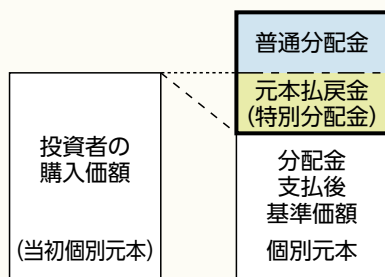 普通分配金
元本払戻金
(特別分配金)
投資者の
購入価額
(当初個別元本)
分配金
支払後
基準価額
個別元本